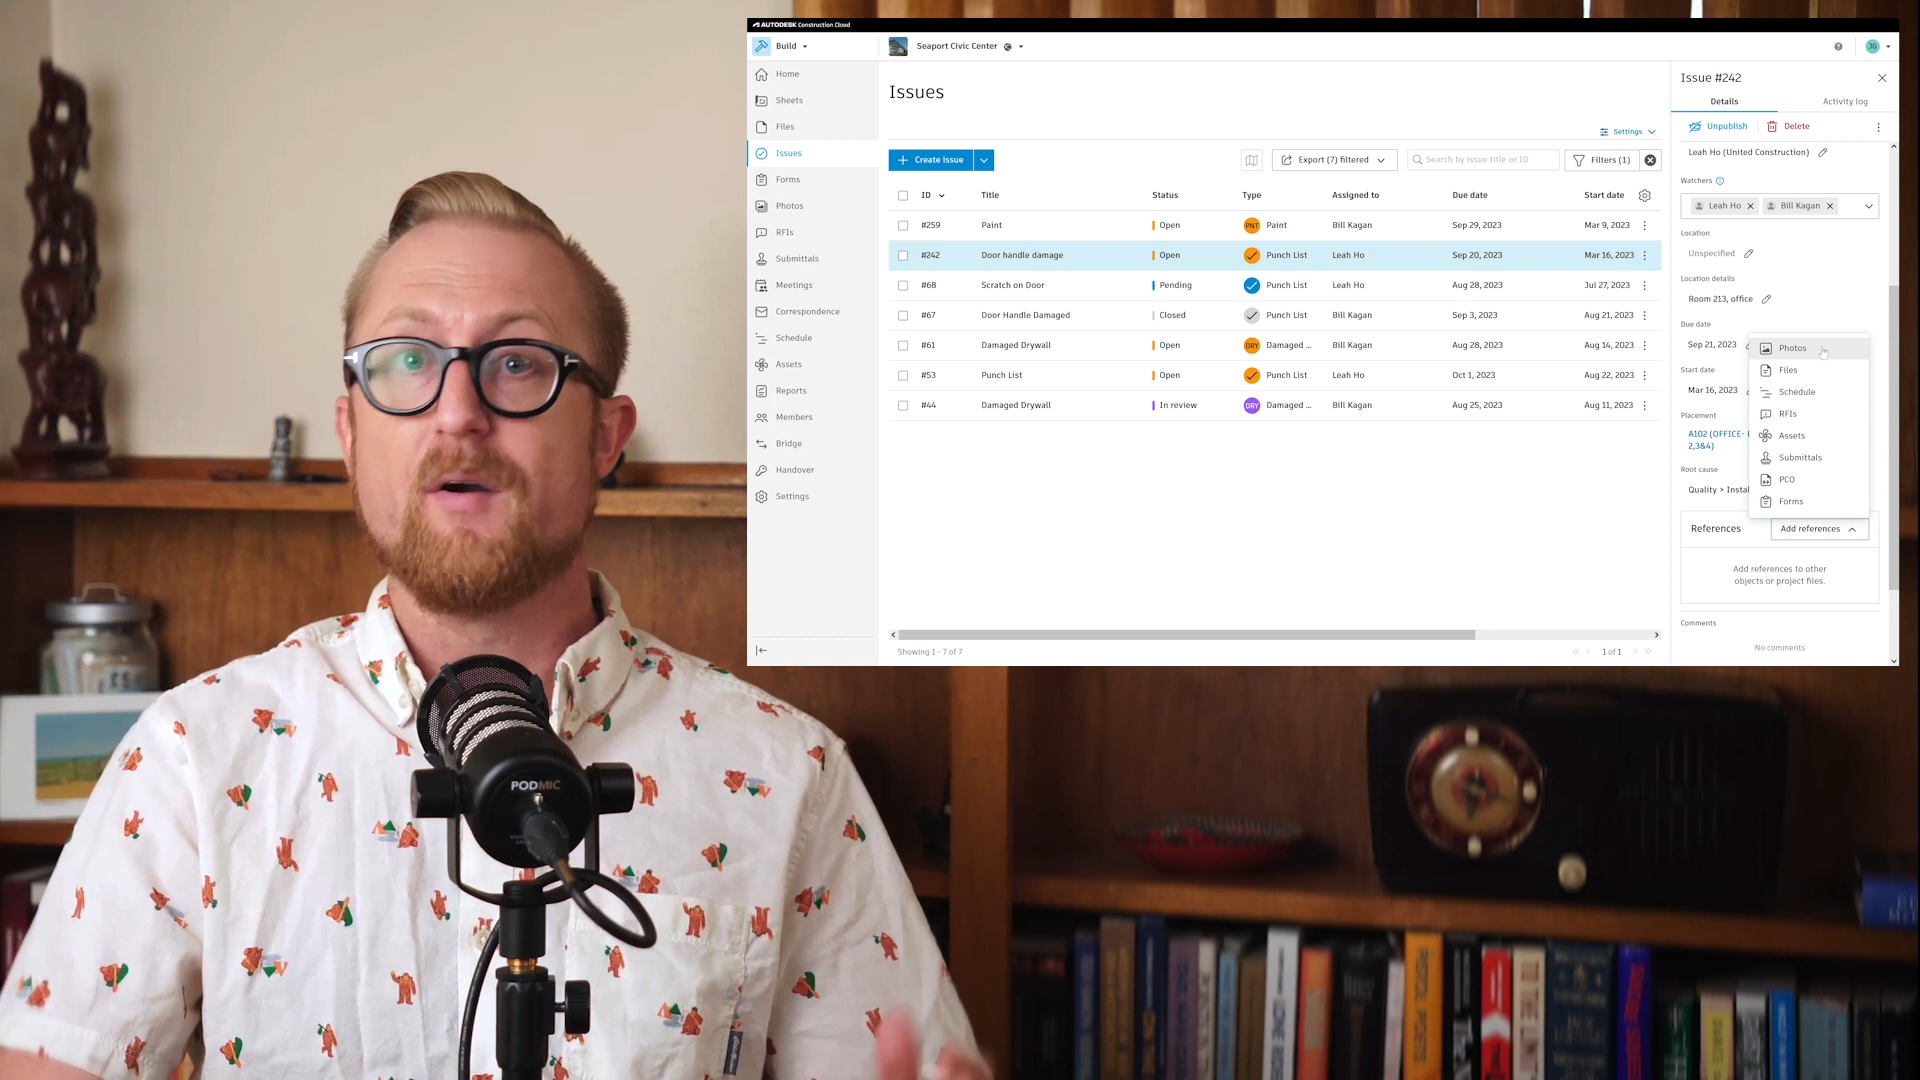 AUTODESK Construction Cloud
Build
Seaport Civic Center
JG
Home
Sheets
Files
Issues
Forms
Photos
RFIs
Submittals
Meetings
Correspondence
Schedule
Assets
Reports
Members
Bridge
Handover
Settings
Issues
Settings
Create issue
Export (7) filtered
Search by issue title or ID
Filters (1)
ID Title Status Type Assigned to Due date Start date
#259 Paint Open PNT Paint Bill Kagan Sep 29, 2023 Mar 9, 2023
#242 Door handle damage Open Punch List Leah Ho Sep 20, 2023 Mar 16, 2023
#68 Scratch on Door Pending Punch List Leah Ho Aug 28, 2023 Jul 27, 2023
#67 Door Handle Damaged Closed Punch List Bill Kagan Sep 3, 2023 Aug 21, 2023
#61 Damaged Drywall Open DRY Damaged ... Bill Kagan Aug 28, 2023 Aug 14, 2023
#53 Punch List Open Punch List Leah Ho Oct 1, 2023 Aug 22, 2023
#44 Damaged Drywall In review DRY Damaged ... Bill Kagan Aug 25, 2023 Aug 11, 2023
Showing 1 - 7 of 7
1 of 1
Issue #242
Details Activity log
Unpublish Delete
Leah Ho (United Construction)
Watchers
Leah Ho Bill Kagan
Location
Unspecified
Location details
Room 213, office
Due date
Sep 21, 2023
Start date
Mar 16, 2023
Placement
A102 (OFFICE-
2,3&4)
Root cause
Quality > Instal
Photos
Files
Schedule
RFIs
Assets
Submittals
PCO
Forms
References Add references
Add references to other
objects or project files.
Comments
No comments
PODMIC